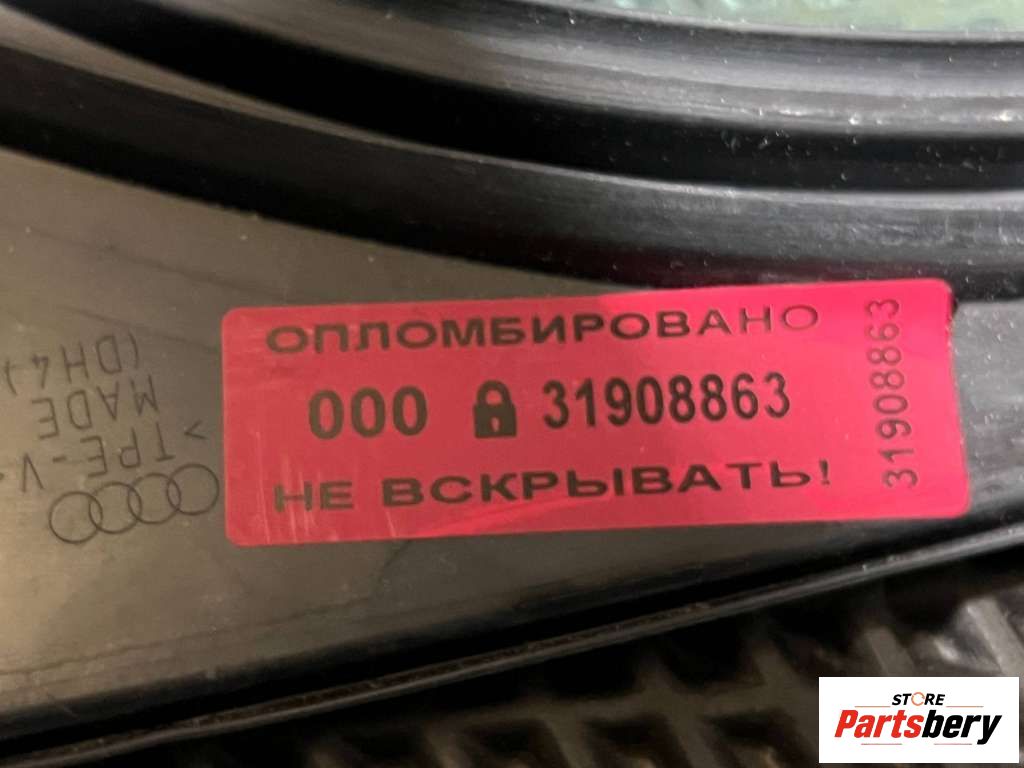 ОПЛОМБИРОВАНО
000 31908863
НЕ ВСКРЫВАТЬ!
31908863
>TPE-V<
MADE
(DH4)
STORE
Partsbery